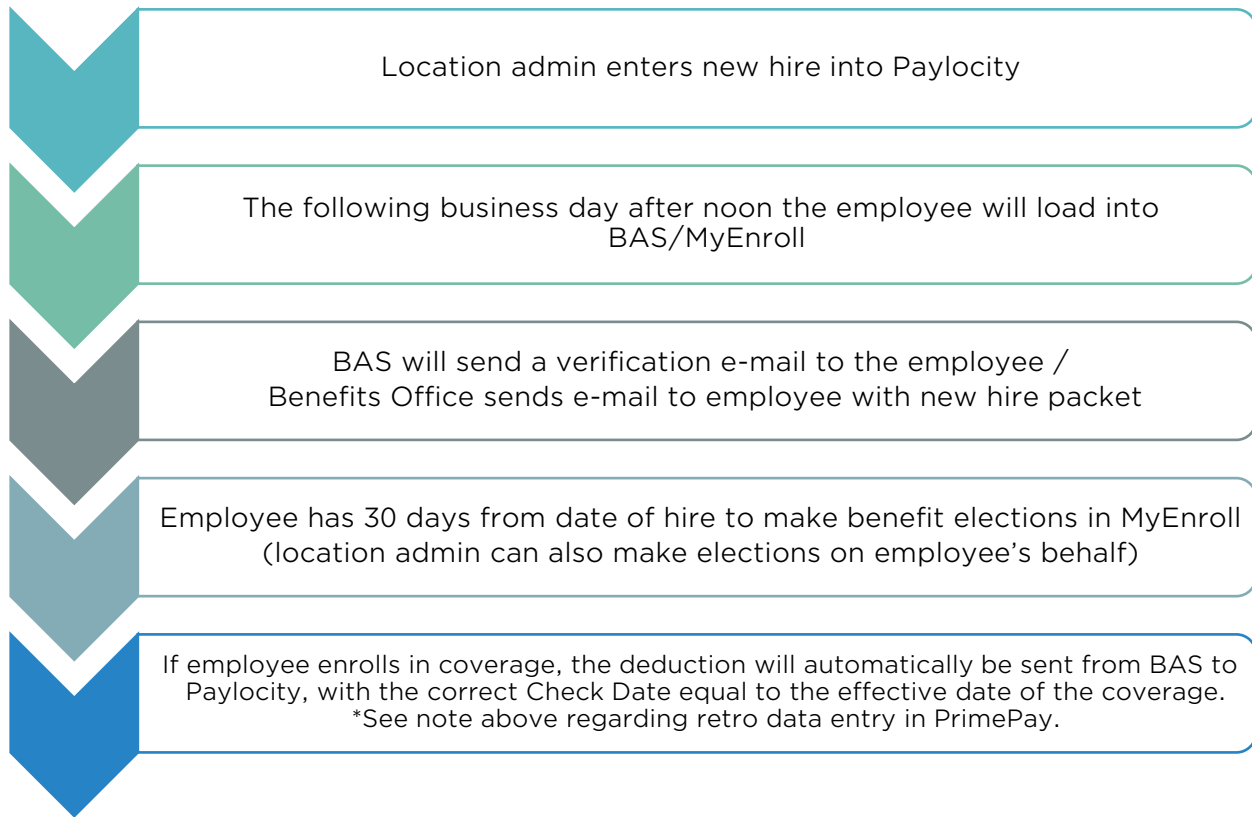 Location admin enters new hire into Paylocity
The following business day after noon the employee will load into
BAS/MyEnroll
BAS will send a verification e-mail to the employee /
Benefits Office sends e-mail to employee with new hire packet
Employee has 30 days from date of hire to make benefit elections in MyEnroll
(location admin can also make elections on employee's behalf)
If employee enrolls in coverage, the deduction will automatically be sent from BAS to
Paylocity, with the correct Check Date equal to the effective date of the coverage.
*See note above regarding retro data entry in PrimePay.